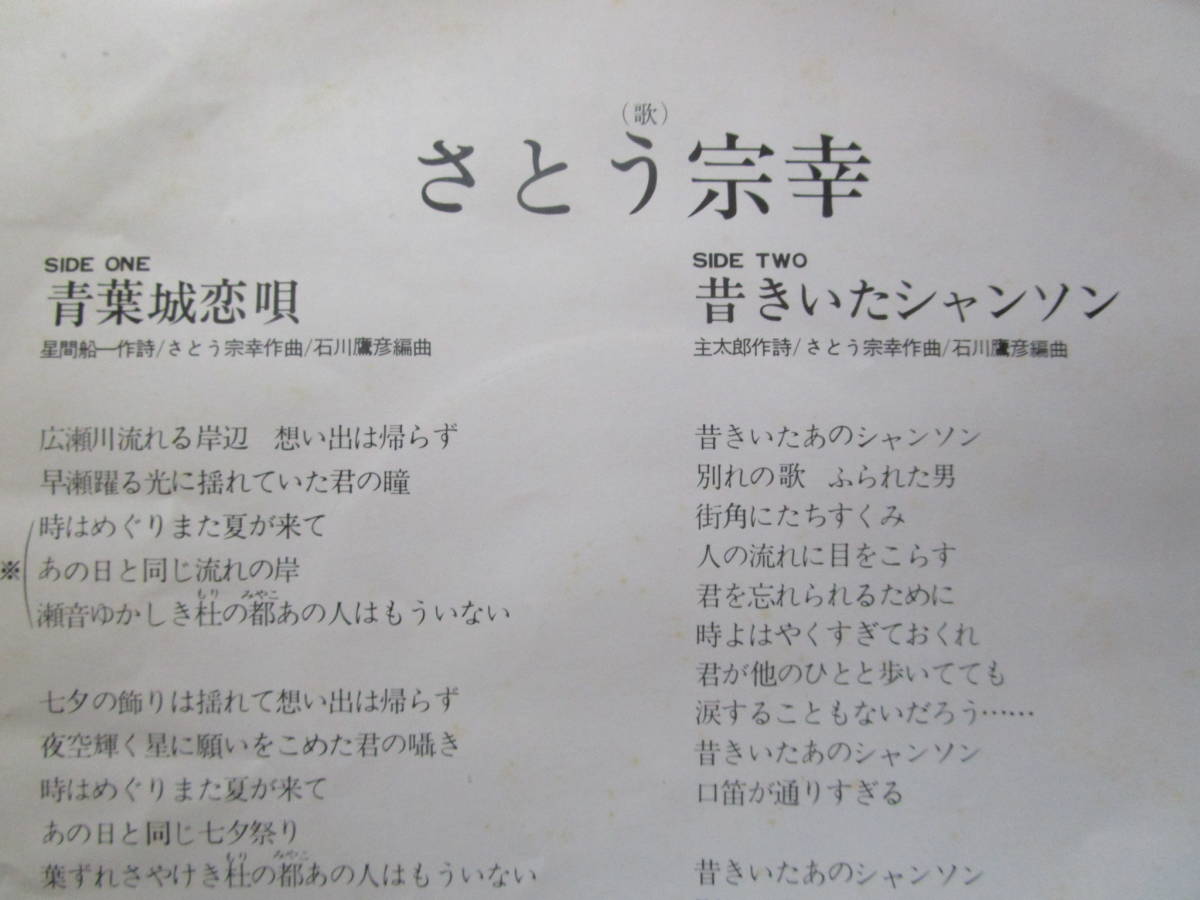 (歌)
さとう宗幸
SIDE ONE
青葉城恋唄
星間船一作詩/さとう宗幸作曲/石川鷹彦編曲
広瀬川流れる岸辺　想い出は帰らず
早瀬躍る光に揺れていた君の瞳
時はめぐりまた夏が来て
※
あの日と同じ流れの岸
もり みやこ
瀬音ゆかしき杜の都あの人はもういない
七夕の飾りは揺れて想い出は帰らず
夜空輝く星に願いをこめた君の囁き
時はめぐりまた夏が来て
あの日と同じ七夕祭り
もり みやこ
葉ずれさやけき杜の都あの人はもういない
SIDE TWO
昔きいたシャンソン
主太郎作詩/さとう宗幸作曲/石川鷹彦編曲
昔きいたあのシャンソン
別れの歌　ふられた男
街角にたちすくみ
人の流れに目をこらす
君を忘れられるために
時よはやくすぎておくれ
君が他のひとと歩いてても
涙することもないだろう……
昔きいたあのシャンソン
口笛が通りすぎる
昔きいたあのシャンソン